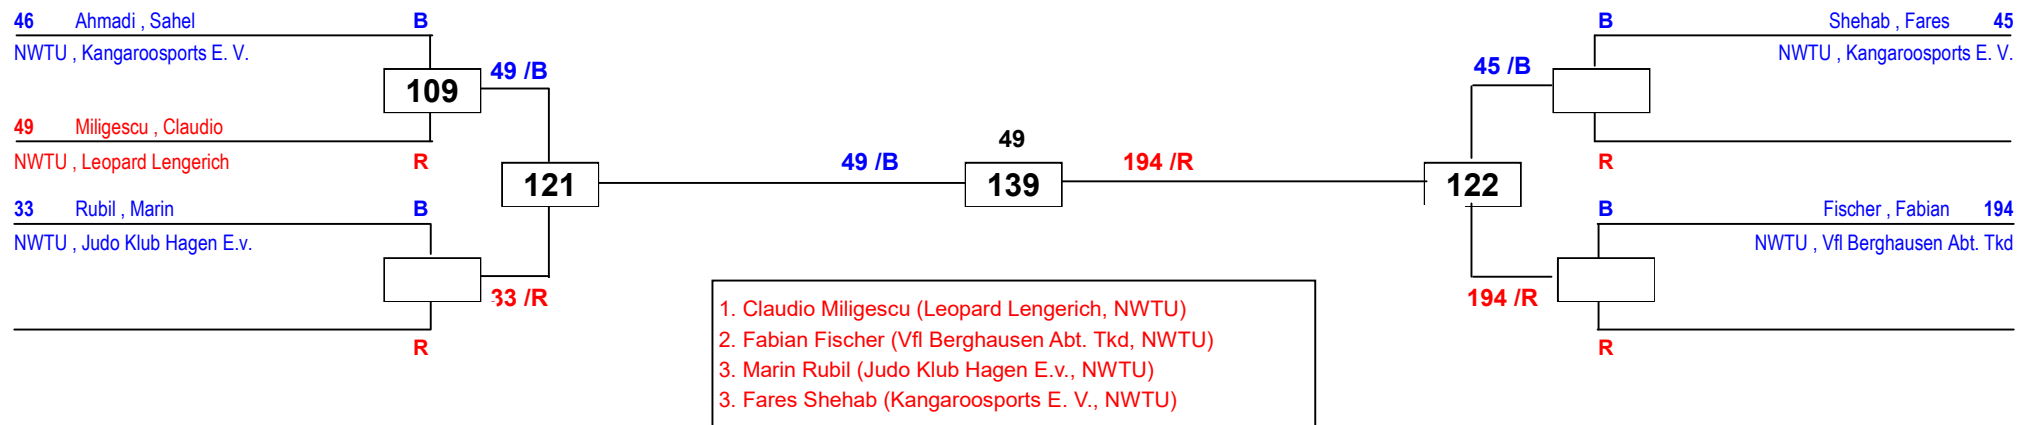 46 Ahmadi , Sahel B
NWTU , Kangaroosports E. V.
109
49 /B
49 Miligescu , Claudio
NWTU , Leopard Lengerich R
121
33 Rubil , Marin B
NWTU , Judo Klub Hagen E.v.
33 /R
R
49 /B
49
139
194 /R
B Shehab , Fares 45
NWTU , Kangaroosports E. V.
45 /B
R
122
B Fischer , Fabian 194
NWTU , Vfl Berghausen Abt. Tkd
194 /R
R
1. Claudio Miligescu (Leopard Lengerich, NWTU)
2. Fabian Fischer (Vfl Berghausen Abt. Tkd, NWTU)
3. Marin Rubil (Judo Klub Hagen E.v., NWTU)
3. Fares Shehab (Kangaroosports E. V., NWTU)